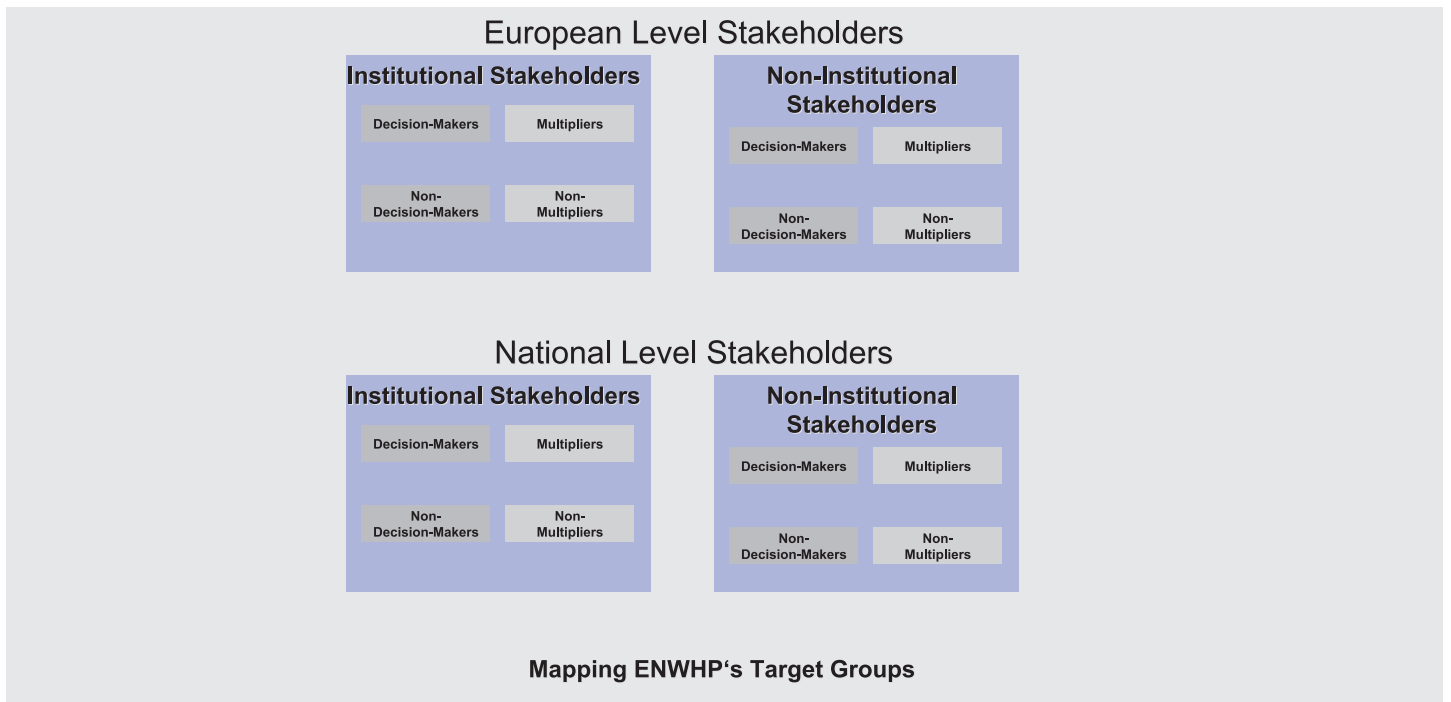 European Level Stakeholders
Institutional Stakeholders
Decision-Makers
Multipliers
Non-
Decision-Makers
Non-
Multipliers
Non-Institutional
Stakeholders
Decision-Makers
Multipliers
Non-
Decision-Makers
Non-
Multipliers
National Level Stakeholders
Institutional Stakeholders
Decision-Makers
Multipliers
Non-
Decision-Makers
Non-
Multipliers
Non-Institutional
Stakeholders
Decision-Makers
Multipliers
Non-
Decision-Makers
Non-
Multipliers
Mapping ENWHP‘s Target Groups